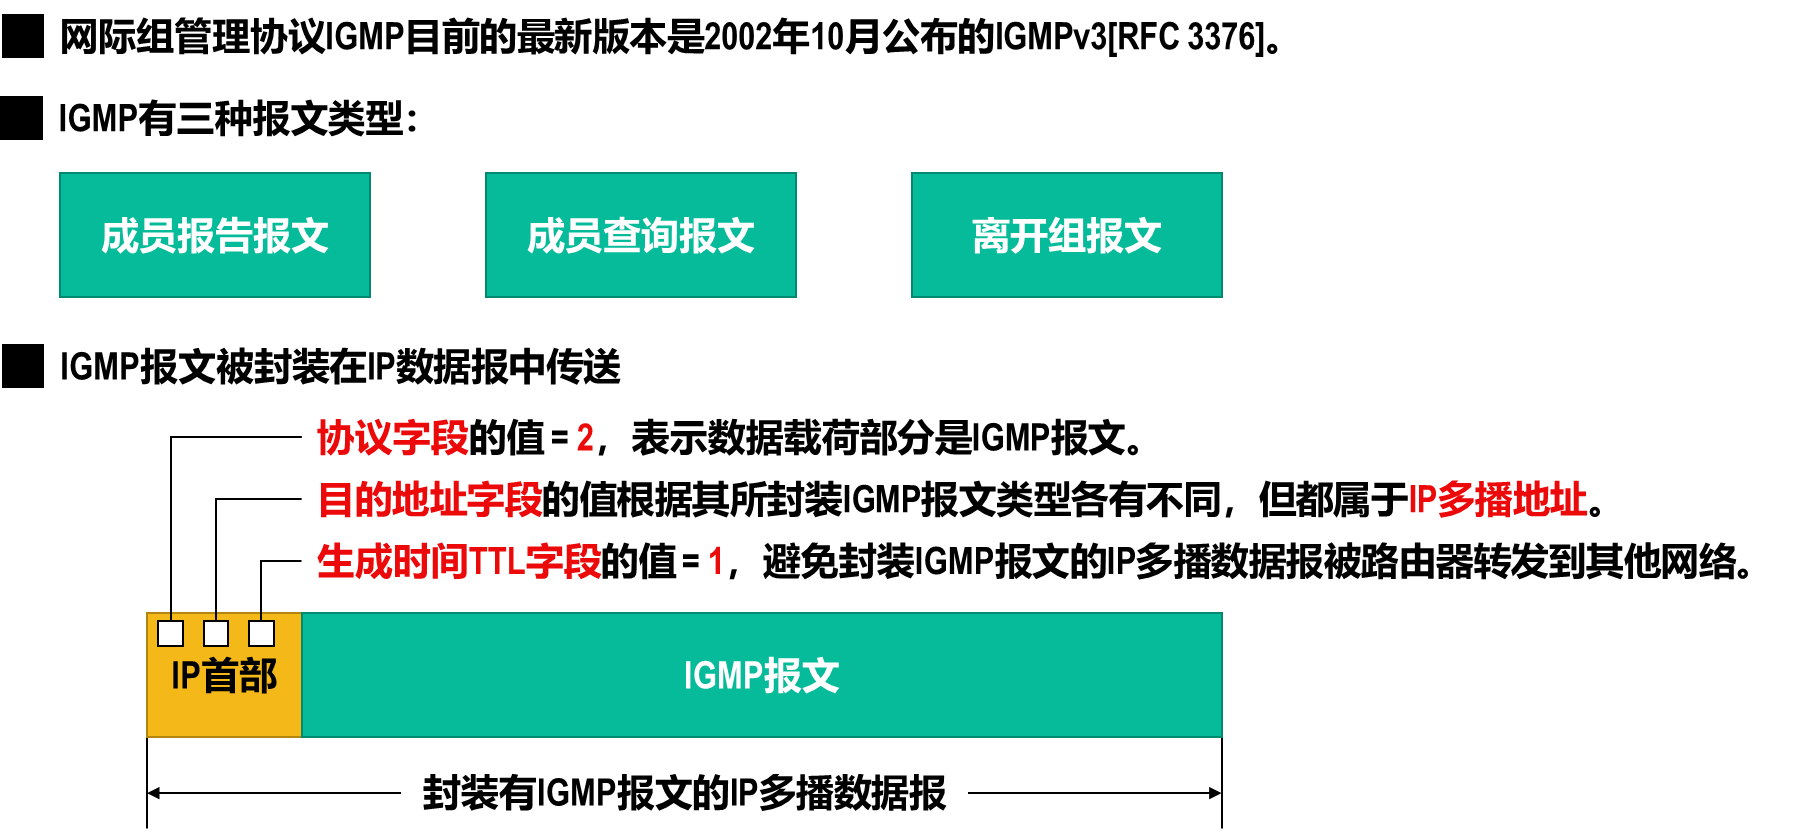 网际组管理协议IGMP目前的最新版本是2002年10月公布的IGMPv3[RFC 3376]。
IGMP有三种报文类型：
成员报告报文
成员查询报文
离开组报文
IGMP报文被封装在IP数据报中传送
协议字段的值 = 2，表示数据载荷部分是IGMP报文。
目的地址字段的值根据其所封装IGMP报文类型各有不同，但都属于IP多播地址。
生成时间TTL字段的值 = 1，避免封装IGMP报文的IP多播数据报被路由器转发到其他网络。
IP首部
IGMP报文
封装有IGMP报文的IP多播数据报